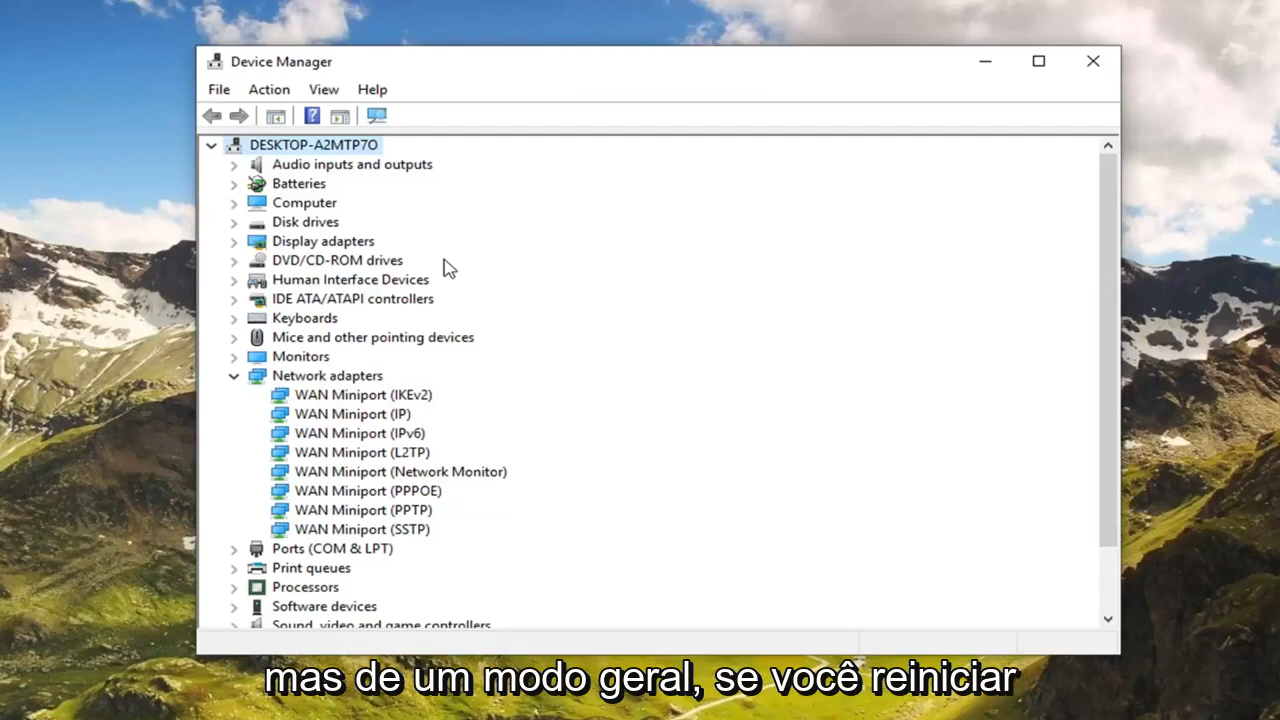 Device Manager
File Action View Help
DESKTOP-A2MTP7O
Audio inputs and outputs
Batteries
Computer
Disk drives
Display adapters
DVD/CD-ROM drives
Human Interface Devices
IDE ATA/ATAPI controllers
Keyboards
Mice and other pointing devices
Monitors
Network adapters
WAN Miniport (IKEv2)
WAN Miniport (IP)
WAN Miniport (IPv6)
WAN Miniport (L2TP)
WAN Miniport (Network Monitor)
WAN Miniport (PPPOE)
WAN Miniport (PPTP)
WAN Miniport (SSTP)
Ports (COM & LPT)
Print queues
Processors
Software devices
Sound, video and game controllers
mas de um modo geral, se você reiniciar